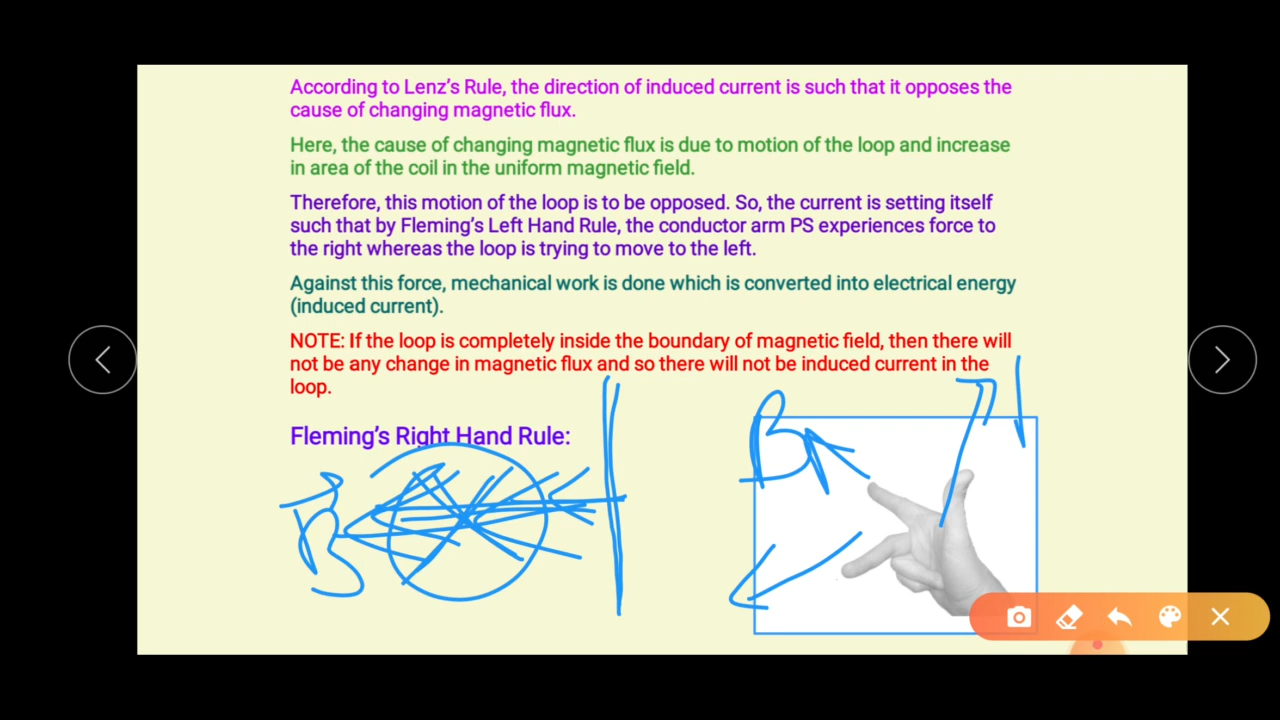 According to Lenz's Rule, the direction of induced current is such that it opposes the
cause of changing magnetic flux.
Here, the cause of changing magnetic flux is due to motion of the loop and increase
in area of the coil in the uniform magnetic field.
Therefore, this motion of the loop is to be opposed. So, the current is setting itself
such that by Fleming's Left Hand Rule, the conductor arm PS experiences force to
the right whereas the loop is trying to move to the left.
Against this force, mechanical work is done which is converted into electrical energy
(induced current).
NOTE: If the loop is completely inside the boundary of magnetic field, then there will
not be any change in magnetic flux and so there will not be induced current in the
loop.
Fleming's Right Hand Rule:
B
B